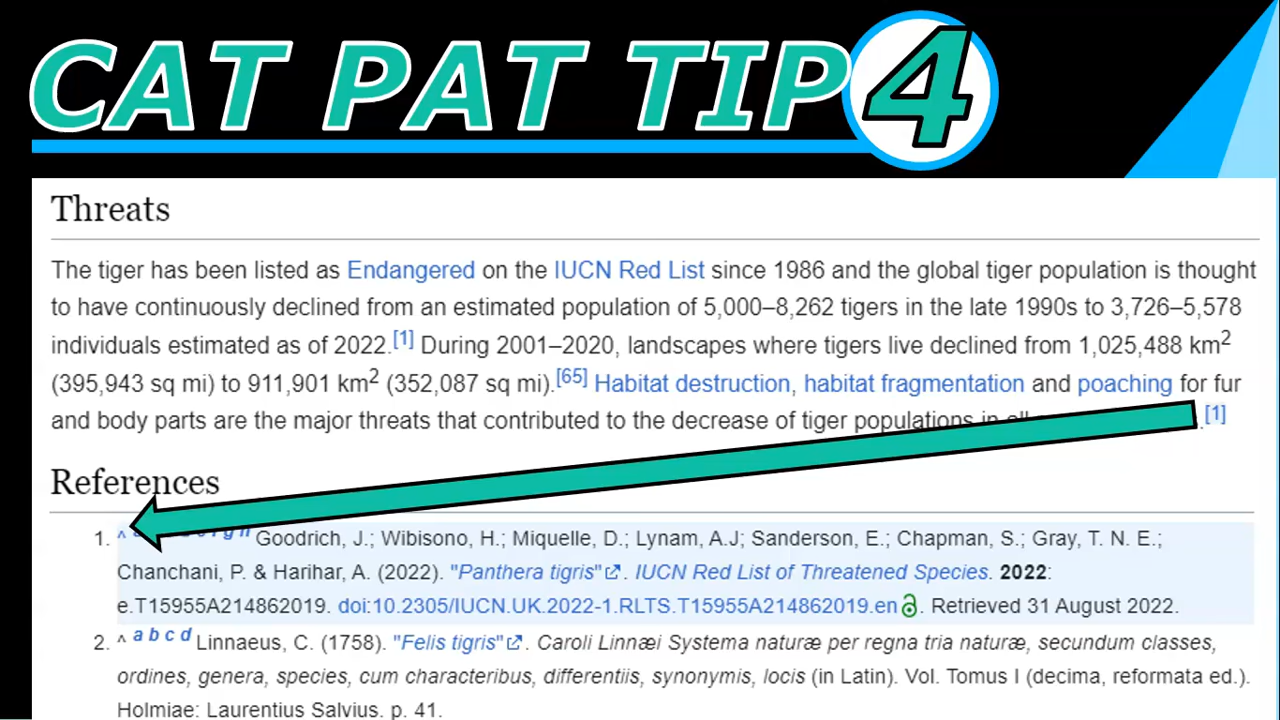 CAT PAT TIP 4
Threats
The tiger has been listed as Endangered on the IUCN Red List since 1986 and the global tiger population is thought
to have continuously declined from an estimated population of 5,000–8,262 tigers in the late 1990s to 3,726–5,578
individuals estimated as of 2022.[1] During 2001–2020, landscapes where tigers live declined from 1,025,488 km2
(395,943 sq mi) to 911,901 km2 (352,087 sq mi).[65] Habitat destruction, habitat fragmentation and poaching for fur
and body parts are the major threats that contributed to the decrease of tiger populations in all .[1]
References
1. ^ g h Goodrich, J.; Wibisono, H.; Miquelle, D.; Lynam, A.J; Sanderson, E.; Chapman, S.; Gray, T. N. E.;
Chanchani, P. & Harihar, A. (2022). "Panthera tigris". IUCN Red List of Threatened Species. 2022:
e.T15955A214862019. doi:10.2305/IUCN.UK.2022-1.RLTS.T15955A214862019.en. Retrieved 31 August 2022.
2. ^ a b c d Linnaeus, C. (1758). "Felis tigris". Caroli Linnæi Systema naturæ per regna tria naturæ, secundum classes,
ordines, genera, species, cum characteribus, differentiis, synonymis, locis (in Latin). Vol. Tomus I (decima, reformata ed.).
Holmiae: Laurentius Salvius. p. 41.